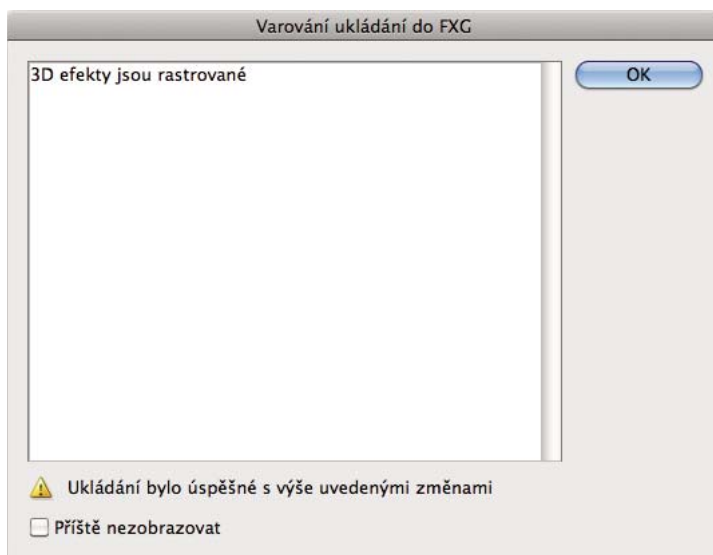 Varování ukládání do FXG
3D efekty jsou rastrované
OK
Ukládání bylo úspěšné s výše uvedenými změnami
Příště nezobrazovat